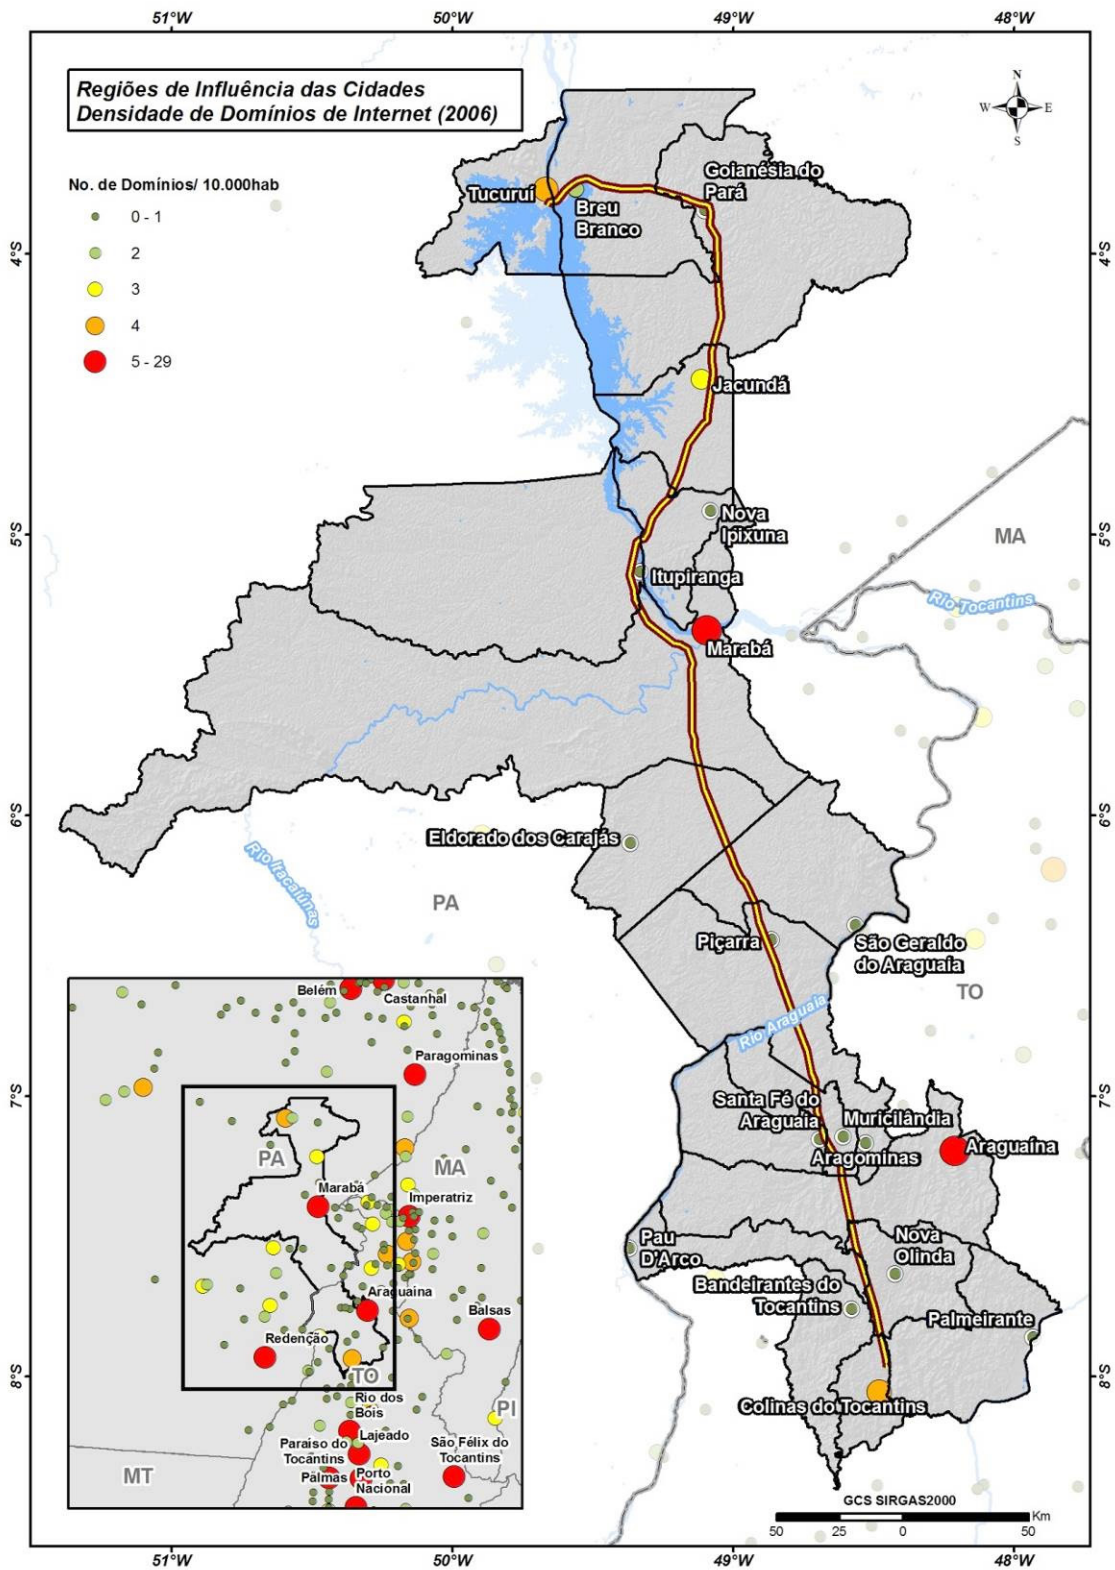 51°W 50°W 49°W 48°W
Regiões de Influência das Cidades
Densidade de Domínios de Internet (2006)
N
W E
S
No. de Domínios/ 10.000hab
0 - 1
2
3
4
5 - 29
Tucuruí
Breu
Branco
Goianésia do
Pará
4°S 4°S
Jacundá
Nova
Ipixuna
5°S 5°S
MA
Itupiranga
Rio Tocantins
Marabá
6°S 6°S
Eldorado dos Carajás
Rio Itacaiúnas
PA
Piçarra
São Geraldo
do Araguaia
TO
Rio Araguaia
7°S 7°S
Santa Fé do
Araguaia
Muricilândia
Aragominas
Araguaína
Pau
D'Arco
Nova
Olinda
Bandeirantes do
Tocantins
Palmeirante
8°S 8°S
Colinas do Tocantins
Belém
Castanhal
Paragominas
PA
MA
Marabá
Imperatriz
Araguaina
Balsas
Redenção
TO
PI
Rio dos
Bois
Lajeado
Paraíso do
Tocantins
São Félix do
Tocantins
Palmas
Porto
Nacional
MT
GCS SIRGAS2000
Km
50 25 0 50
51°W 50°W 49°W 48°W